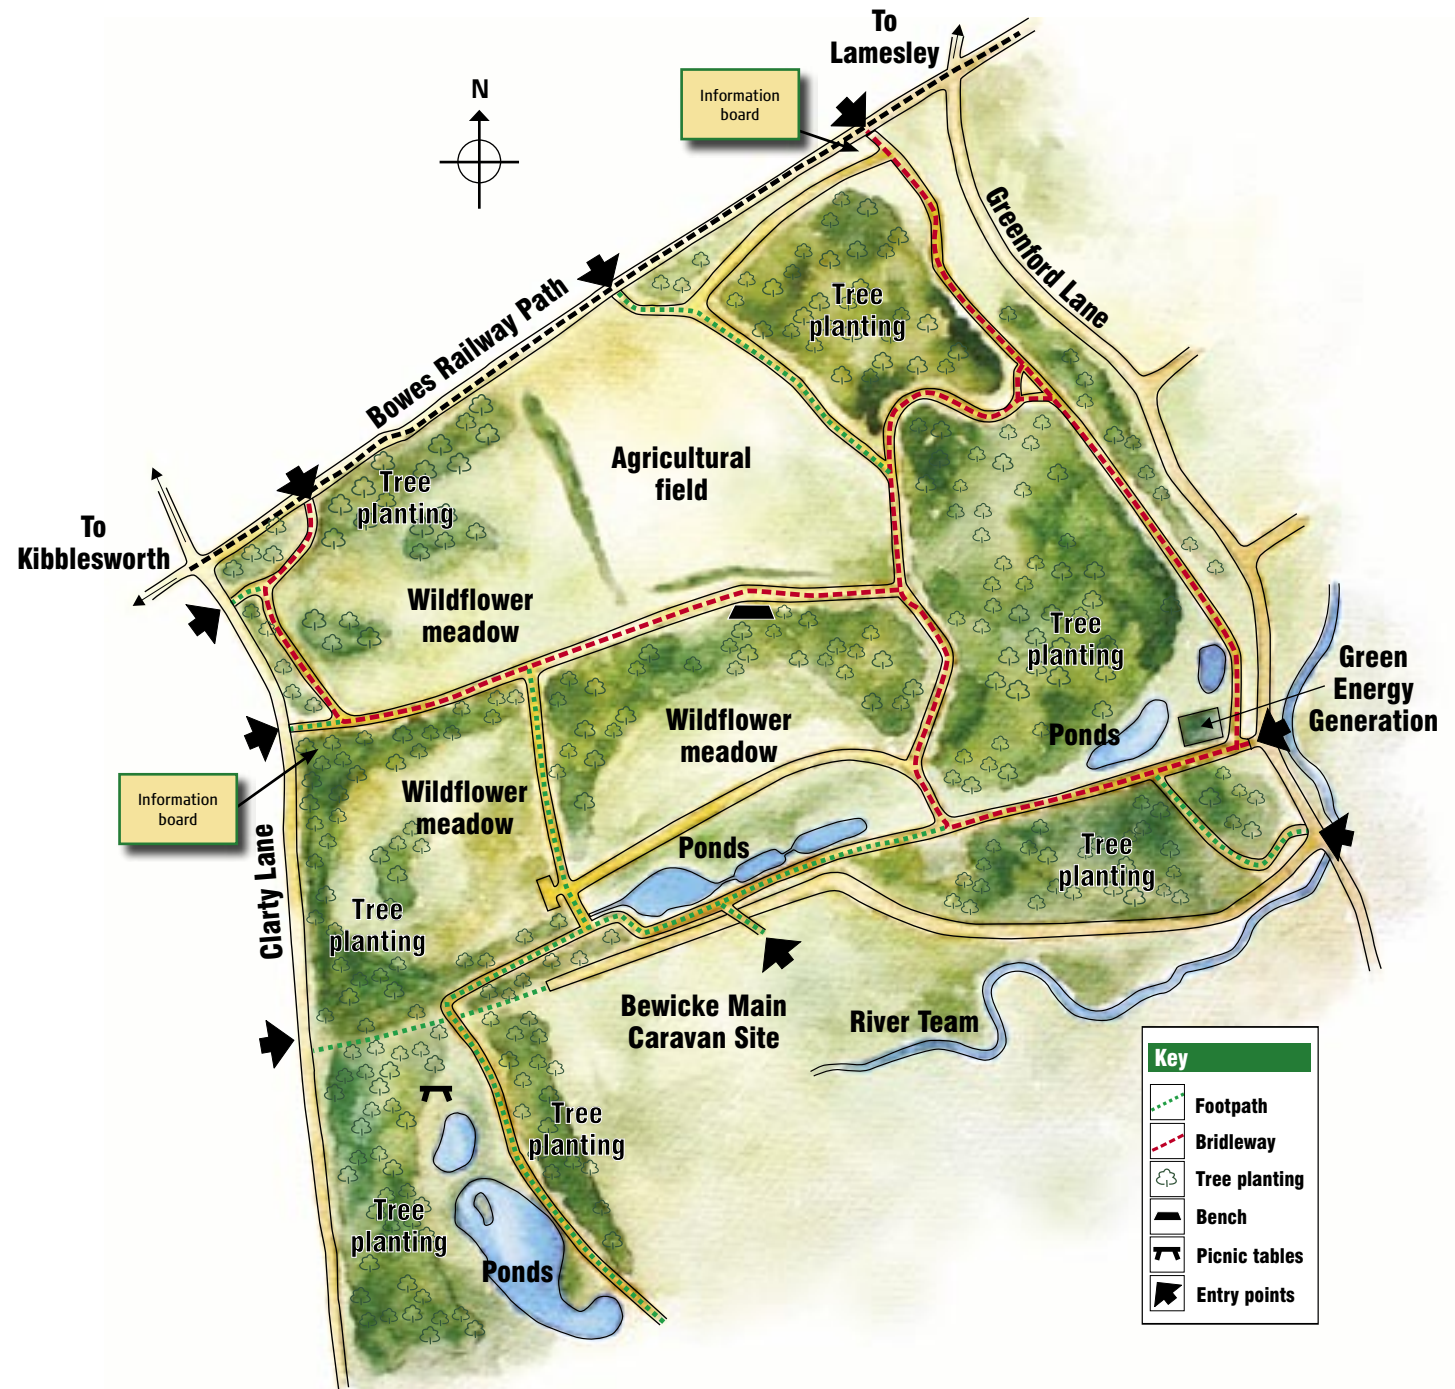 To
Lamesley
N
Information
board
Greenford Lane
Bowes Railway Path
Tree
planting
Agricultural
field
Tree
planting
To
Kibblesworth
Wildflower
meadow
Tree
planting
Green
Energy
Generation
Wildflower
meadow
Ponds
Information
board
Wildflower
meadow
Clarty Lane
Ponds
Tree
planting
Tree
planting
Bewicke Main
Caravan Site
River Team
Tree
planting
Tree
planting
Ponds
Key
Footpath
Bridleway
Tree planting
Bench
Picnic tables
Entry points